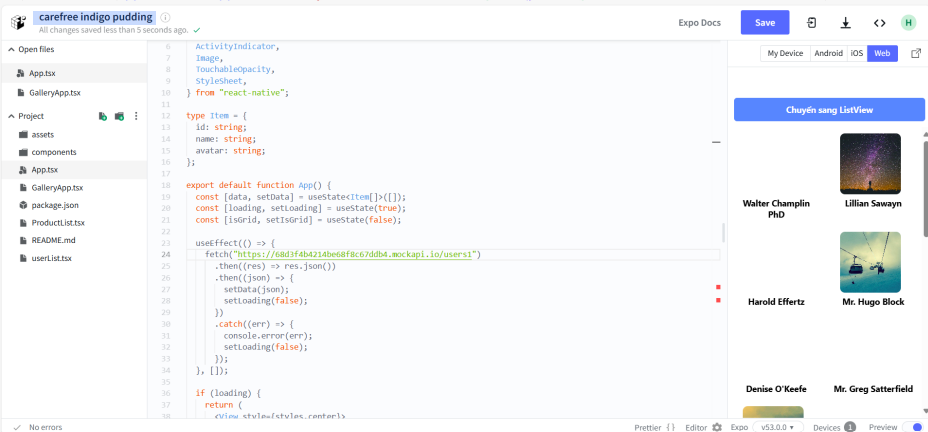 carefree indigo pudding
All changes saved less than 5 seconds ago.
Expo Docs
Save
H
Open files
App.tsx
GalleryApp.tsx
Project
assets
components
App.tsx
GalleryApp.tsx
package.json
ProductList.tsx
README.md
userList.tsx
6 ActivityIndicator,
7 Image,
8 TouchableOpacity,
9 StyleSheet,
10 } from "react-native";
11
12 type Item = {
13 id: string;
14 name: string;
15 avatar: string;
16 };
17
18 export default function App() {
19 const [data, setData] = useState<Item[]>([]);
20 const [loading, setLoading] = useState(true);
21 const [isGrid, setIsGrid] = useState(false);
22
23 useEffect(() => {
24 fetch("https://68d3f4b4214be68f8c67ddb4.mockapi.io/users1")
25 .then((res) => res.json())
26 .then((json) => {
27 setData(json);
28 setLoading(false);
29 })
30 .catch((err) => {
31 console.error(err);
32 setLoading(false);
33 });
34 }, []);
35
36 if (loading) {
37 return (
38 <View style={styles.center}>
My Device Android iOS Web
Chuyển sang ListView
Walter Champlin
PhD
Lillian Sawayn
Harold Effertz
Mr. Hugo Block
Denise O'Keefe
Mr. Greg Satterfield
No errors
Prettier { } Editor Expo v53.0.0 Devices 1 Preview